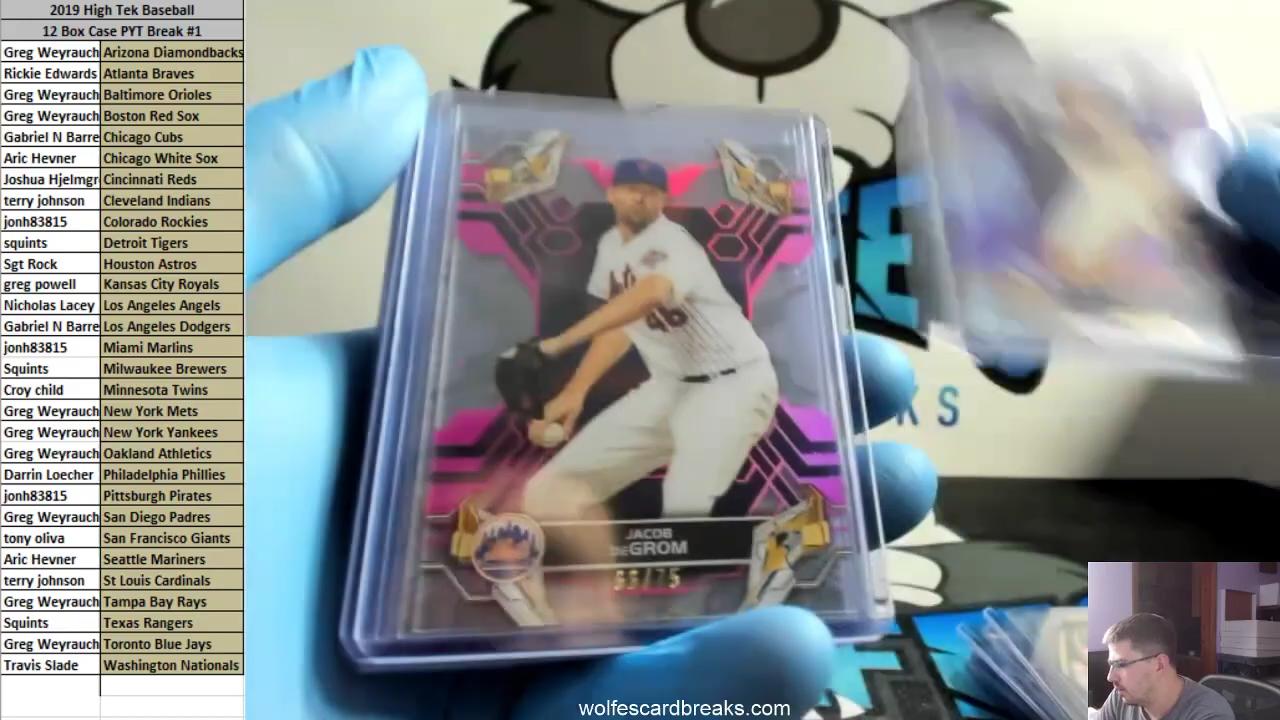 2019 High Tek Baseball
12 Box Case PYT Break #1
Greg Weyrauch Arizona Diamondbacks
Rickie Edwards Atlanta Braves
Greg Weyrauch Baltimore Orioles
Greg Weyrauch Boston Red Sox
Gabriel N Barre Chicago Cubs
Aric Hevner Chicago White Sox
Joshua Hjelmgr Cincinnati Reds
terry johnson Cleveland Indians
jonh83815 Colorado Rockies
squints Detroit Tigers
Sgt Rock Houston Astros
greg powell Kansas City Royals
Nicholas Lacey Los Angeles Angels
Gabriel N Barre Los Angeles Dodgers
jonh83815 Miami Marlins
Squints Milwaukee Brewers
Croy child Minnesota Twins
Greg Weyrauch New York Mets
Greg Weyrauch New York Yankees
Greg Weyrauch Oakland Athletics
Darrin Loecher Philadelphia Phillies
jonh83815 Pittsburgh Pirates
Greg Weyrauch San Diego Padres
tony oliva San Francisco Giants
Aric Hevner Seattle Mariners
terry johnson St Louis Cardinals
Greg Weyrauch Tampa Bay Rays
Squints Texas Rangers
Greg Weyrauch Toronto Blue Jays
Travis Slade Washington Nationals
46
JACOB
DEGROM
KS
wolfescardbreaks.com